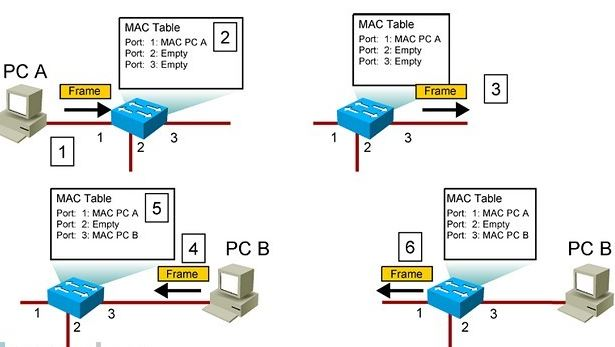 MAC Table
Port: 1: MAC PC A
Port: 2: Empty
Port: 3: Empty
2
PC A
Frame
1
2
3
1
MAC Table
Port: 1: MAC PC A
Port: 2: Empty
Port: 3: Empty
Frame
3
1
2
3
MAC Table
Port: 1: MAC PC A
Port: 2: Empty
Port: 3: MAC PC B
5
4
PC B
Frame
1
2
3
MAC Table
Port: 1: MAC PC A
Port: 2: Empty
Port: 3: MAC PC B
6
PC B
Frame
1
2
3